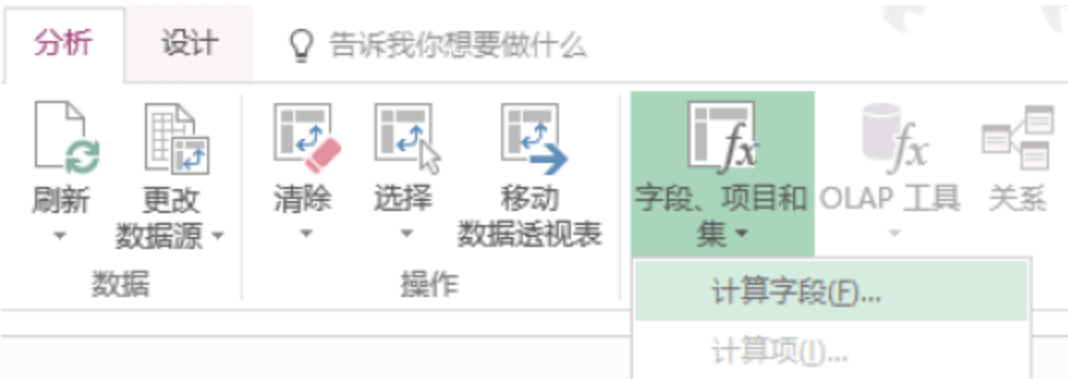 分析 设计 告诉我你想要做什么
刷新 更改 清除 选择 移动 字段、项目和 OLAP 工具 关系
数据源 数据透视表 集
数据 操作
计算字段(F)...
计算项(I)...